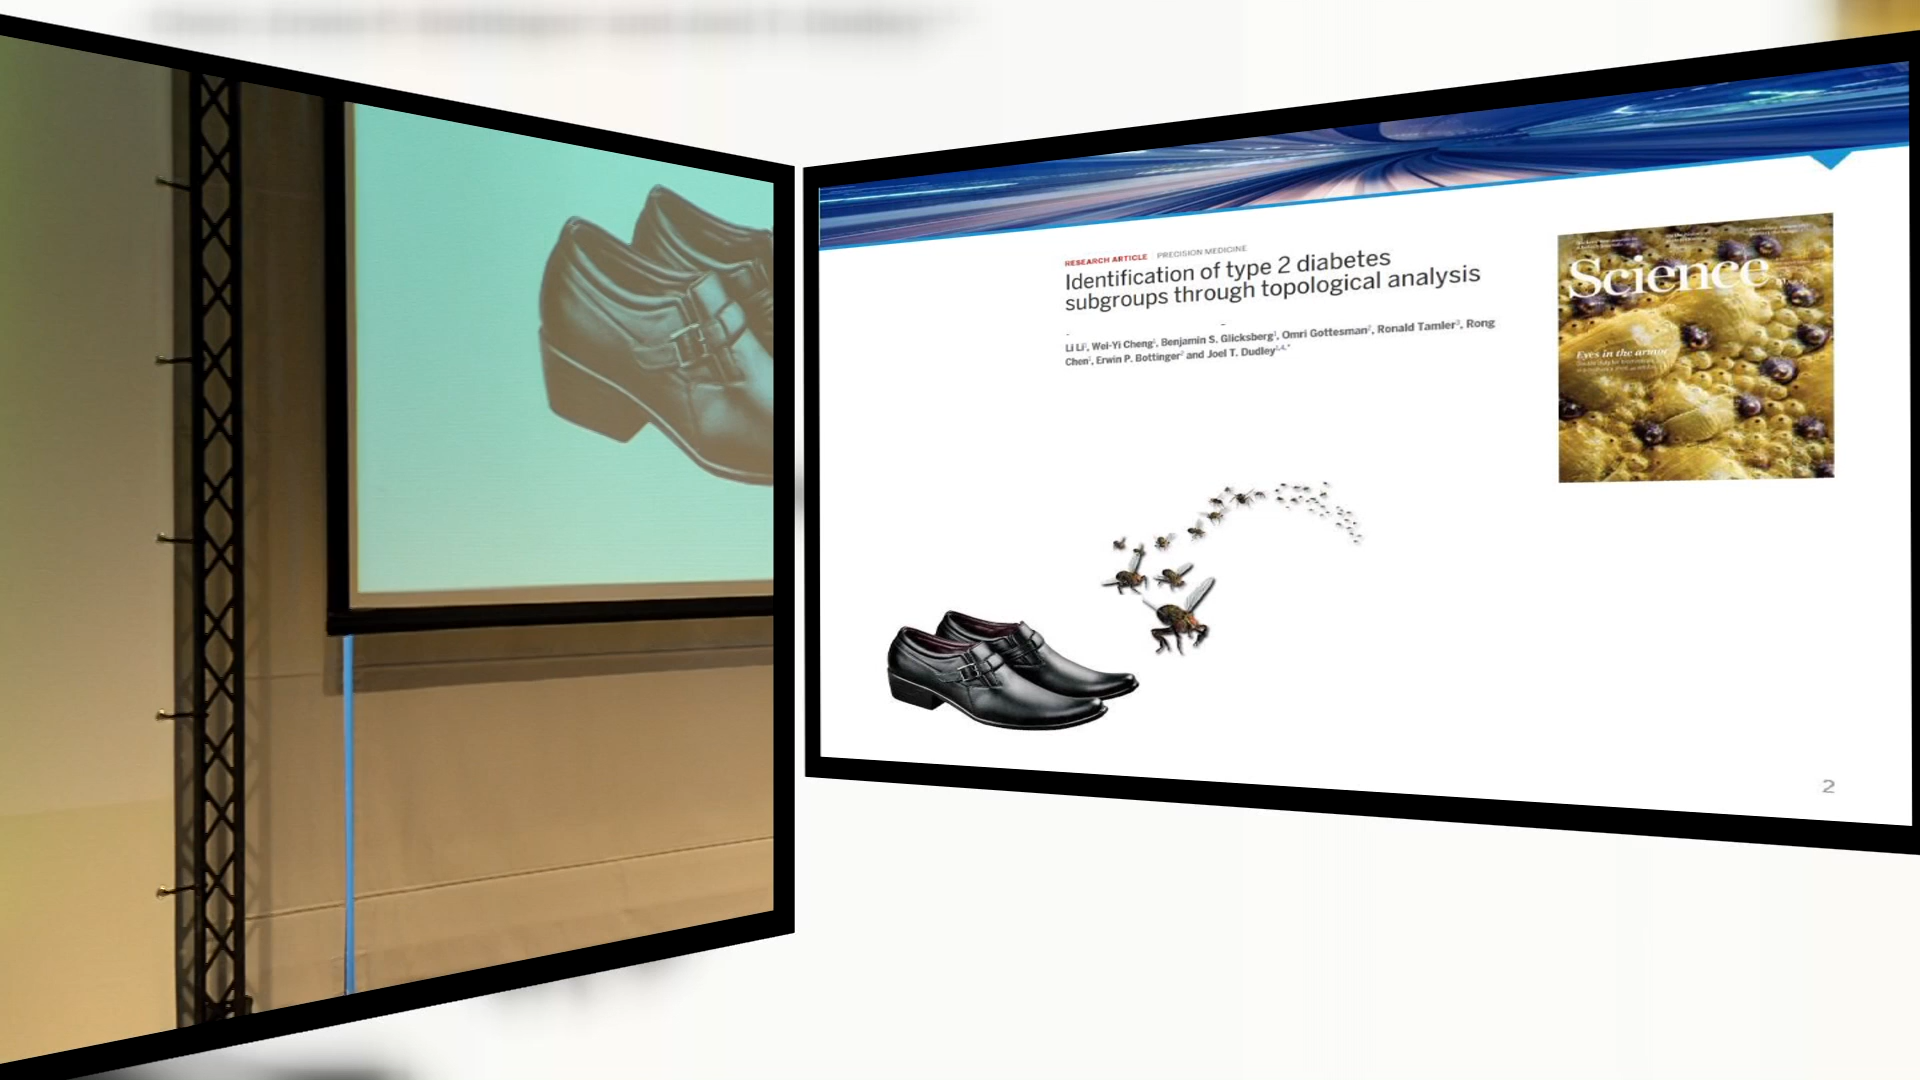 RESEARCH ARTICLE PRECISION MEDICINE
Identification of type 2 diabetes
subgroups through topological analysis
Li Li¹, Wei-Yi Cheng¹, Benjamin S. Glicksberg¹, Omri Gottesman², Ronald Tamler³, Rong
Chen¹, Erwin P. Bottinger² and Joel T. Dudley¹,⁴,*
Science
Eyes in the armor
2